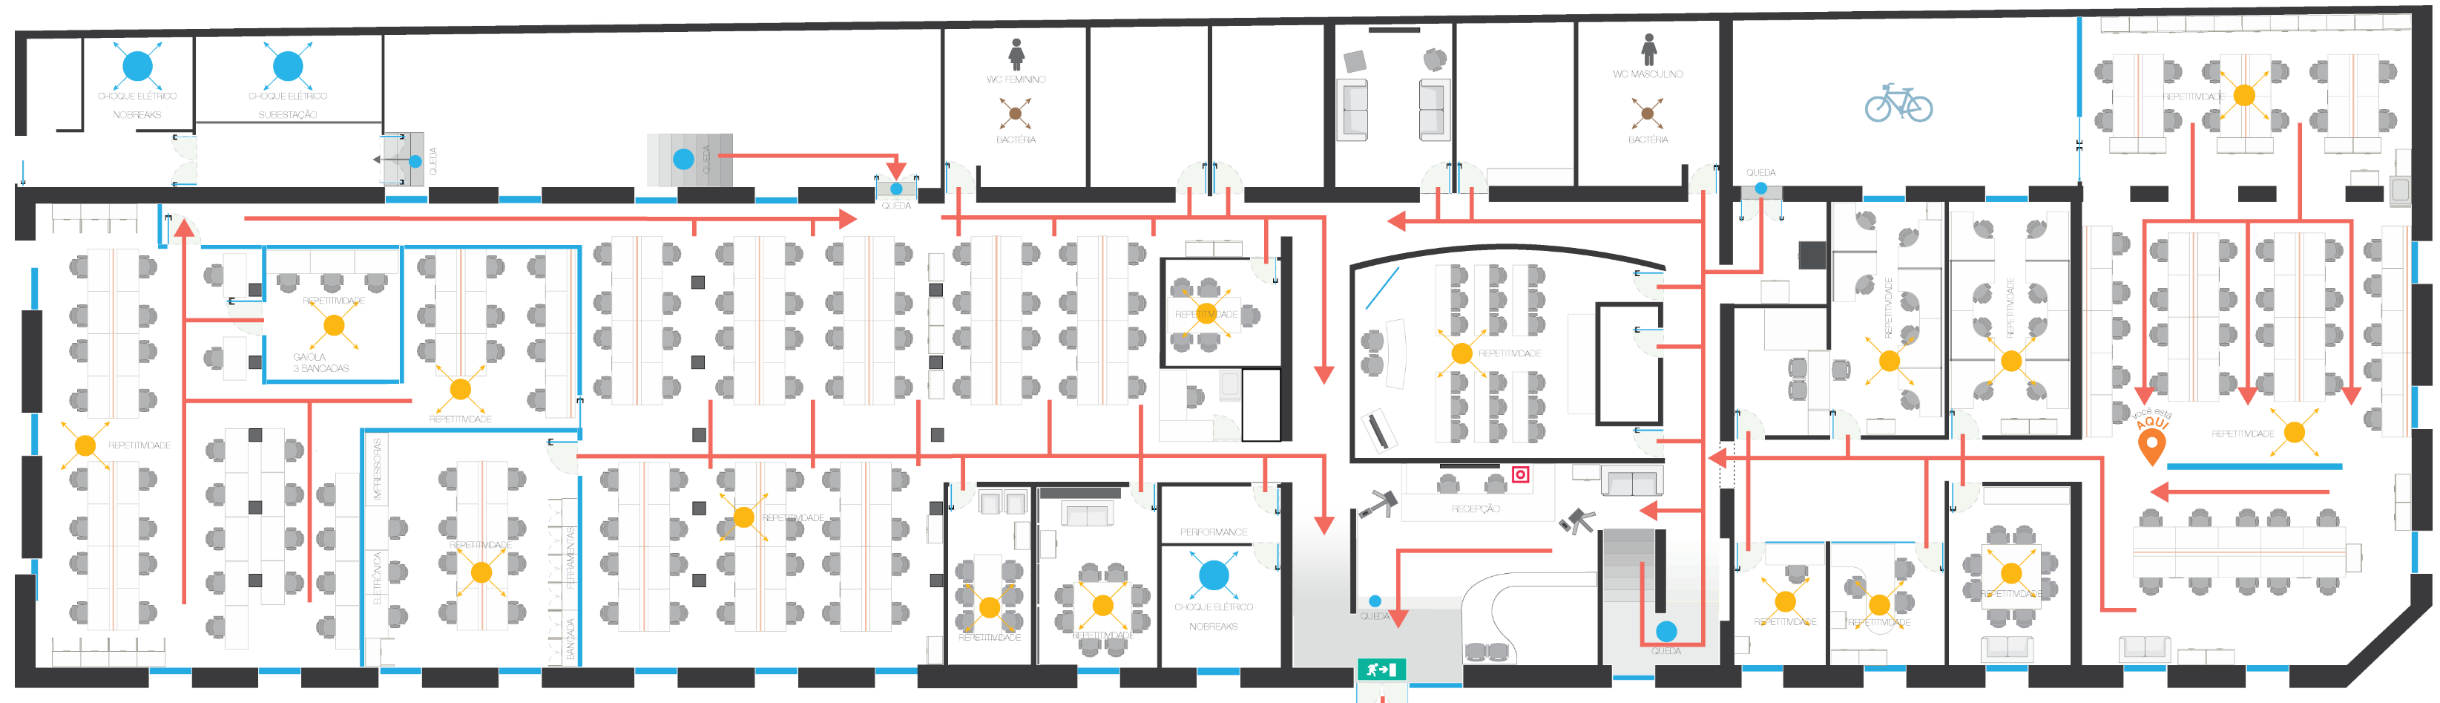 WC FEMININO
WC MASCULINO
CHOQUE ELÉTRICO
NOBREAKS
CHOQUE ELÉTRICO
SUBESTAÇÃO
BACTÉRIA
BACTÉRIA
REPETITIVIDADE
QUEDA
QUEDA
QUEDA
QUEDA
REPETITIVIDADE
GAIOLA
3 BANCADAS
REPETITIVIDADE
REPETITIVIDADE
REPETITIVIDADE
REPETITIVIDADE
REPETITIVIDADE
REPETITIVIDADE
você está
AQUI
REPETITIVIDADE
REPETITIVIDADE
IMPRESSORAS
ELETRÔNICA
REPETITIVIDADE
FERRAMENTAS
BANCADA
REPETITIVIDADE
RECEPÇÃO
PERFORMANCE
CHOQUE ELÉTRICO
NOBREAKS
REPETITIVIDADE
REPETITIVIDADE
QUEDA
QUEDA
REPETITIVIDADE
REPETITIVIDADE
REPETITIVIDADE